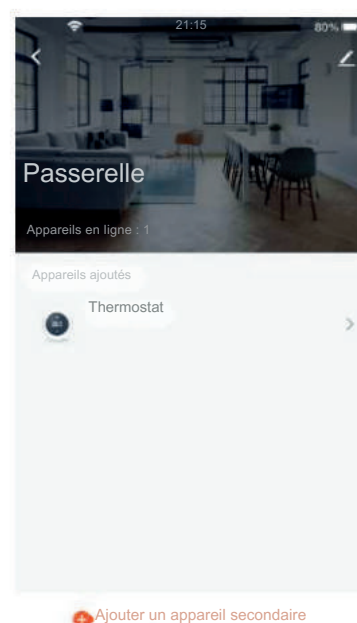 21:15
80%
Passerelle
Appareils en ligne : 1
Appareils ajoutés
Thermostat
Ajouter un appareil secondaire